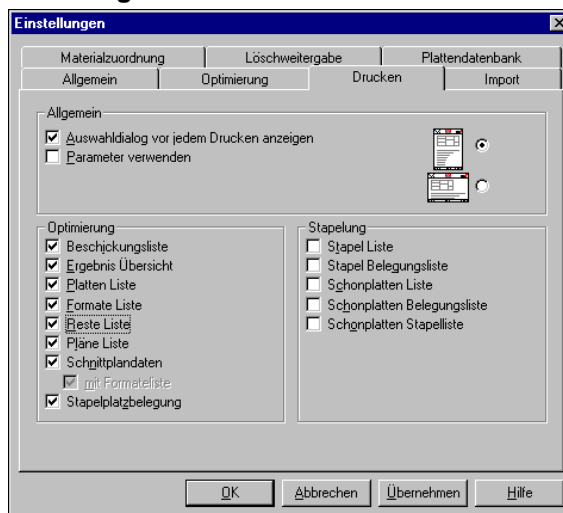 Einstellungen
Materialzuordnung Löschweitergabe Plattendatenbank
Allgemein Optimierung Drucken Import
Allgemein
Auswahldialog vor jedem Drucken anzeigen
Parameter verwenden
Optimierung
Beschickungsliste
Ergebnis Übersicht
Platten Liste
Formate Liste
Reste Liste
Pläne Liste
Schnittplandaten
mit Formateliste
Stapelplatzbelegung
Stapelung
Stapel Liste
Stapel Belegungsliste
Schonplatten Liste
Schonplatten Belegungsliste
Schonplatten Stapelliste
OK Abbrechen Übernehmen Hilfe